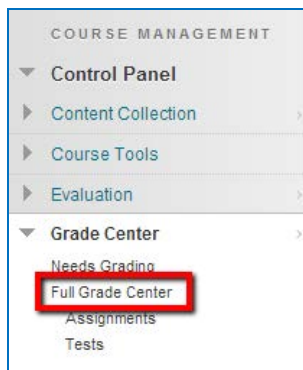 COURSE MANAGEMENT
Control Panel
Content Collection
Course Tools
Evaluation
Grade Center
Needs Grading
Full Grade Center
Assignments
Tests